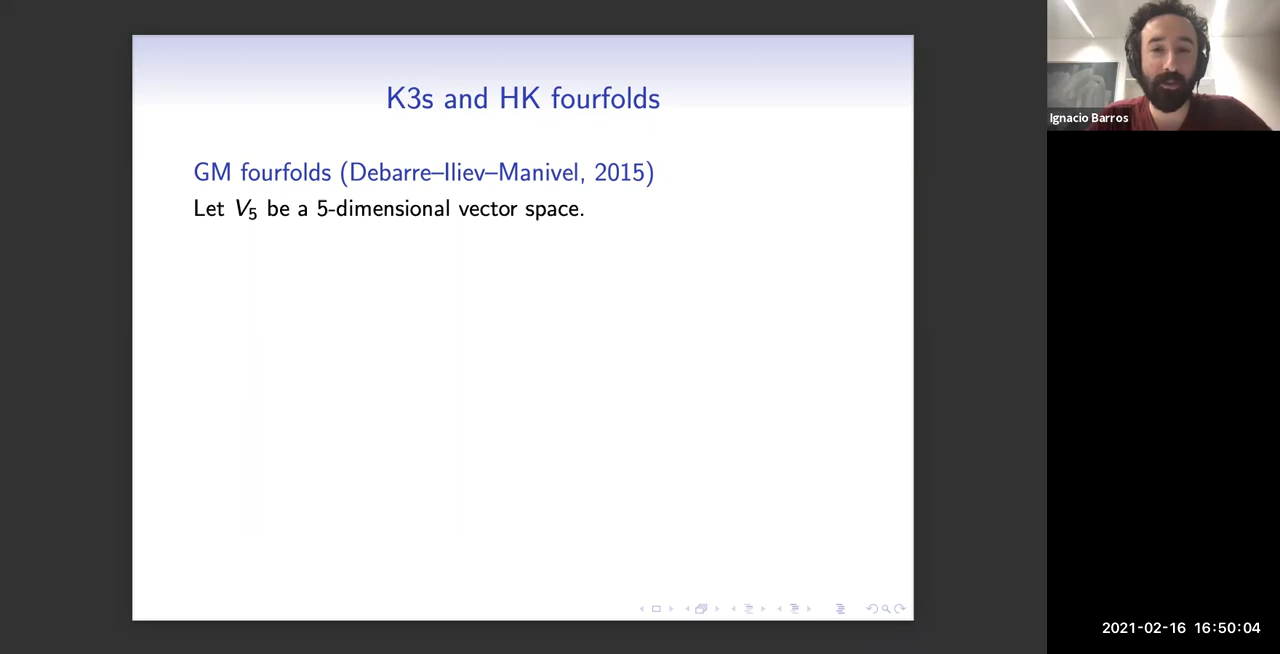 K3s and HK fourfolds
GM fourfolds (Debarre–Iliev–Manivel, 2015)
Let V₅ be a 5-dimensional vector space.
Ignacio Barros
2021-02-16 16:50:04